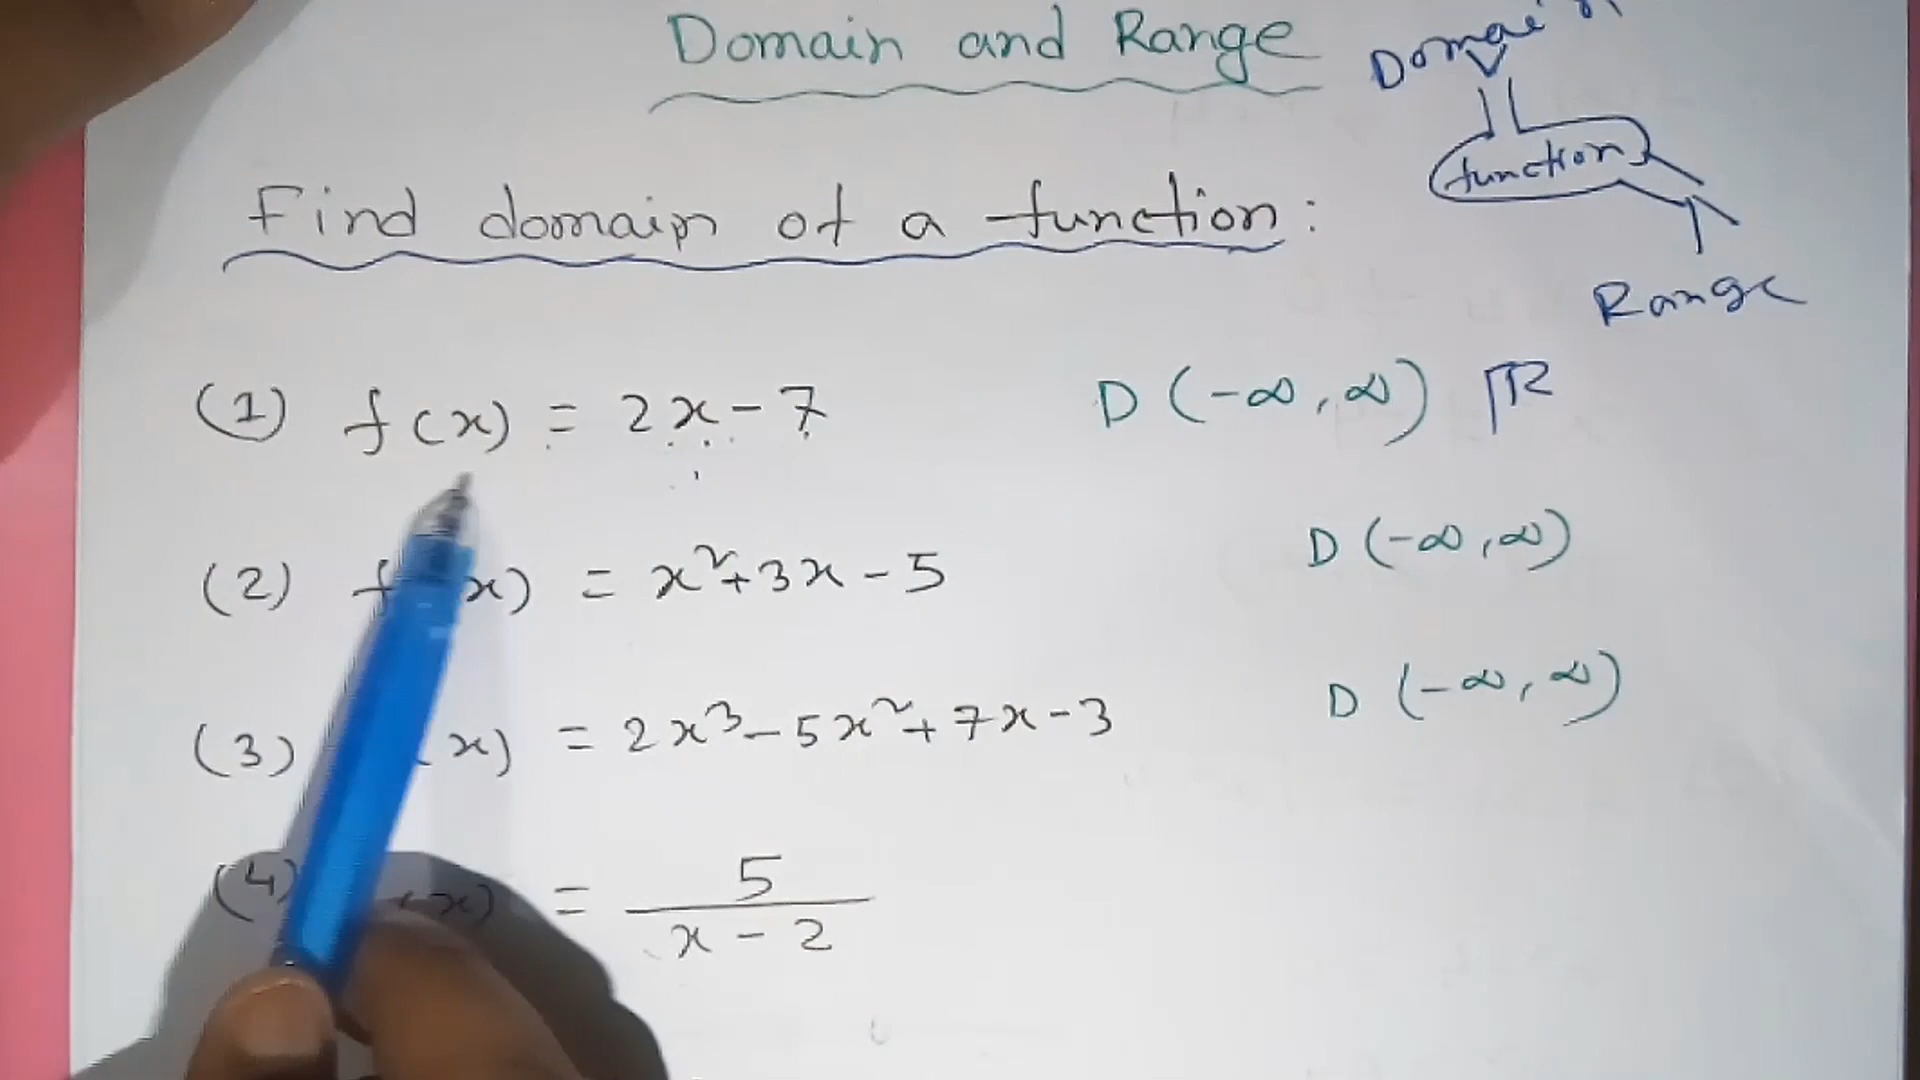 Domain and Range
Domain
function
Range
Find domain of a function:
(1) f(x) = 2x-7 D(-∞,∞) ℝ
(2) f(x) = x²+3x-5 D(-∞,∞)
(3) (x) = 2x³-5x²+7x-3 D(-∞,∞)
(4) (x) = 5/(x-2)